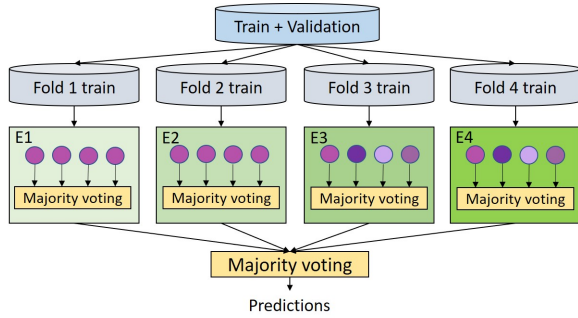 Train + Validation
Fold 1 train
Fold 2 train
Fold 3 train
Fold 4 train
E1
E2
E3
E4
Majority voting
Majority voting
Majority voting
Majority voting
Majority voting
Predictions